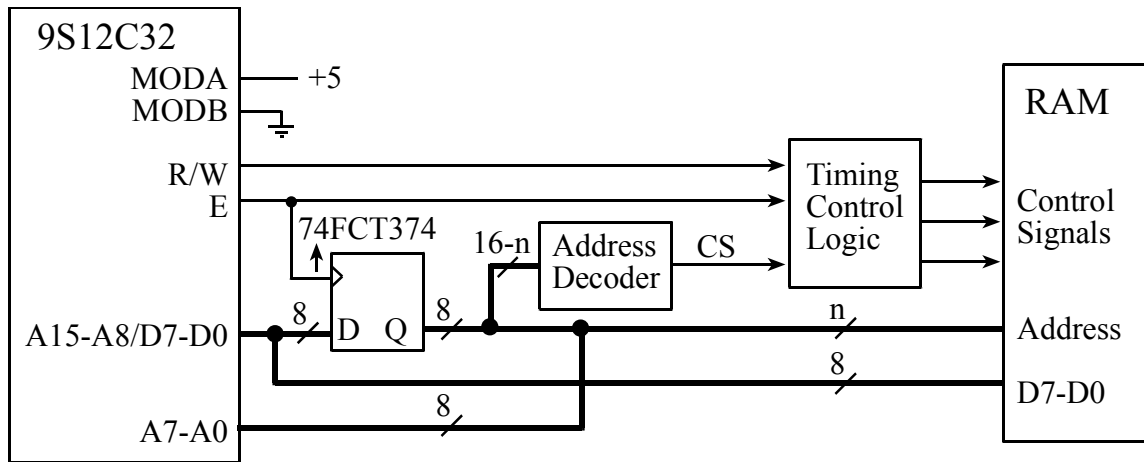 9S12C32
MODA
+5
MODB
RAM
R/W
E
Timing
Control
Logic
Control
Signals
74FCT374
16-n
Address
Decoder
CS
A15-A8/D7-D0
8
D Q
8
n
Address
8
D7-D0
A7-A0
8